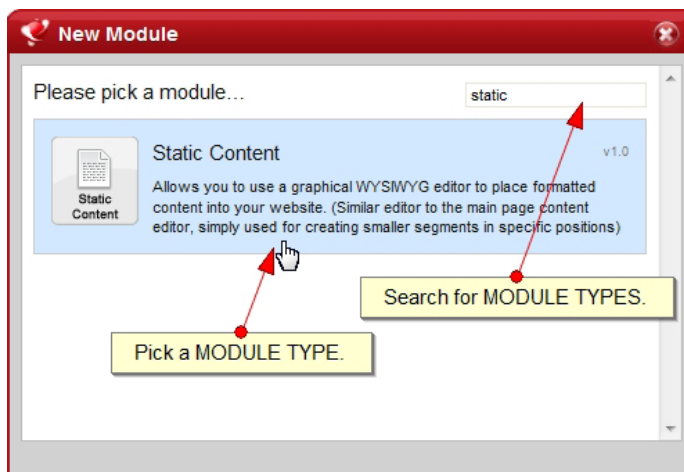 New Module
Please pick a module...
static
Static Content
v1.0
Static
Content
Allows you to use a graphical WYSIWYG editor to place formatted
content into your website. (Similar editor to the main page content
editor, simply used for creating smaller segments in specific positions)
Search for MODULE TYPES.
Pick a MODULE TYPE.